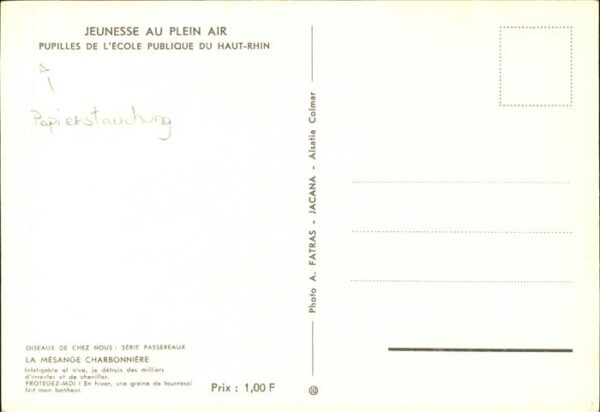 JEUNESSE AU PLEIN AIR
PUPILLES DE L'ÉCOLE PUBLIQUE DU HAUT-RHIN
Papierstauchung
Photo A. FATRAS - JACANA - Alsatia Colmar
OISEAUX DE CHEZ NOUS : SÉRIE PASSEREAUX
LA MÉSANGE CHARBONNIÈRE
Infatigable et vive, je détruis des milliers
d'insectes et de chenilles.
PROTEGEZ-MOI ! En hiver, une graine de tournesol
fait mon bonheur.
Prix : 1,00 F